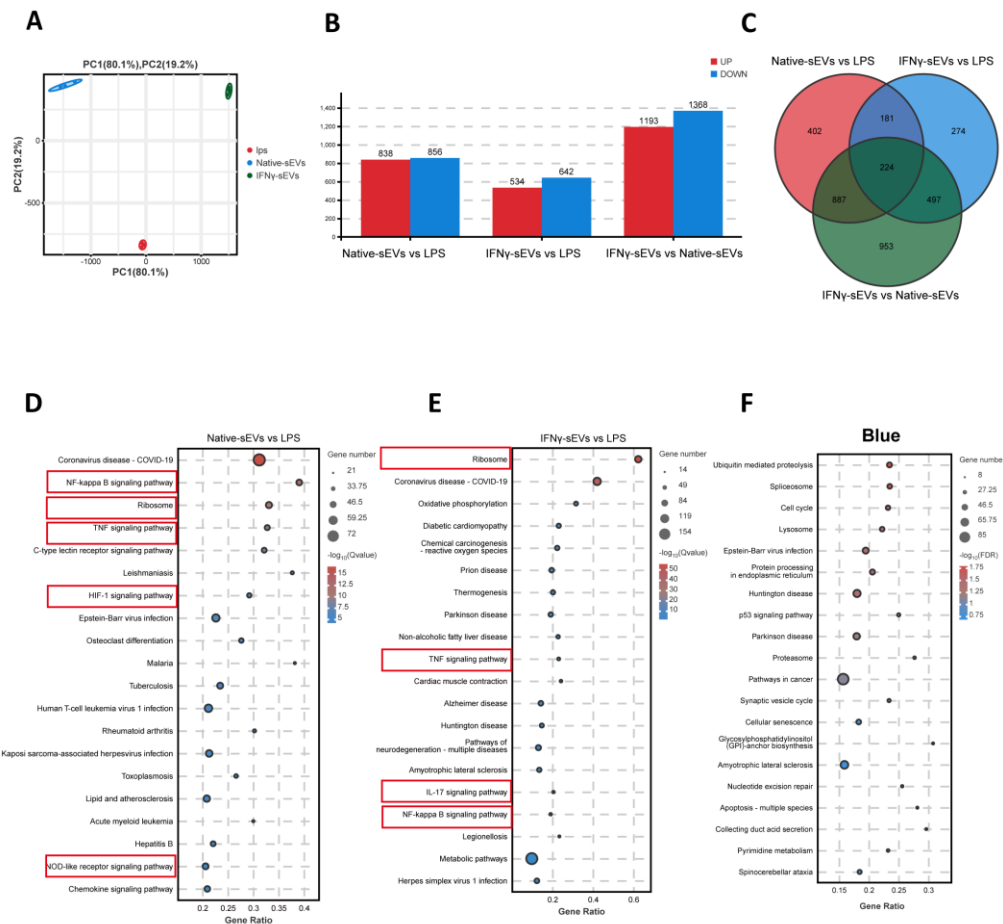 A
PC1(80.1%),PC2(19.2%)
PC2(19.2%)
0
-500
-1000
0
1000
PC1(80.1%)
lps
Native-sEVs
IFNγ-sEVs
B
UP
DOWN
1,400
1,200
1,000
800
600
400
200
0
838
856
534
642
1193
1368
Native-sEVs vs LPS
IFNγ-sEVs vs LPS
IFNγ-sEVs vs Native-sEVs
C
Native-sEVs vs LPS
IFNγ-sEVs vs LPS
402
181
274
224
887
497
953
IFNγ-sEVs vs Native-sEVs
D
Native-sEVs vs LPS
Coronavirus disease - COVID-19
NF-kappa B signaling pathway
Ribosome
TNF signaling pathway
C-type lectin receptor signaling pathway
Leishmaniasis
HIF-1 signaling pathway
Epstein-Barr virus infection
Osteoclast differentiation
Malaria
Tuberculosis
Human T-cell leukemia virus 1 infection
Rheumatoid arthritis
Kaposi sarcoma-associated herpesvirus infection
Toxoplasmosis
Lipid and atherosclerosis
Acute myeloid leukemia
Hepatitis B
NOD-like receptor signaling pathway
Chemokine signaling pathway
0.2
0.25
0.3
0.35
0.4
Gene Ratio
Gene number
21
33.75
46.5
59.25
72
-log10(Qvalue)
15
12.5
10
7.5
5
E
IFNγ-sEVs vs LPS
Ribosome
Coronavirus disease - COVID-19
Oxidative phosphorylation
Diabetic cardiomyopathy
Chemical carcinogenesis
- reactive oxygen species
Prion disease
Thermogenesis
Parkinson disease
Non-alcoholic fatty liver disease
TNF signaling pathway
Cardiac muscle contraction
Alzheimer disease
Huntington disease
Pathways of
neurodegeneration - multiple diseases
Amyotrophic lateral sclerosis
IL-17 signaling pathway
NF-kappa B signaling pathway
Legionellosis
Metabolic pathways
Herpes simplex virus 1 infection
0
0.2
0.4
0.6
Gene Ratio
Gene number
14
49
84
119
154
-log10(Qvalue)
50
40
30
20
10
F
Blue
Ubiquitin mediated proteolysis
Spliceosome
Cell cycle
Lysosome
Epstein-Barr virus infection
Protein processing
in endoplasmic reticulum
Huntington disease
p53 signaling pathway
Parkinson disease
Proteasome
Pathways in cancer
Synaptic vesicle cycle
Cellular senescence
Glycosylphosphatidylinositol
(GPI)-anchor biosynthesis
Amyotrophic lateral sclerosis
Nucleotide excision repair
Apoptosis - multiple species
Collecting duct acid secretion
Pyrimidine metabolism
Spinocerebellar ataxia
0.15
0.2
0.25
0.3
Gene Ratio
Gene number
8
27.25
46.5
65.75
85
-log10(FDR)
1.75
1.5
1.25
1
0.75